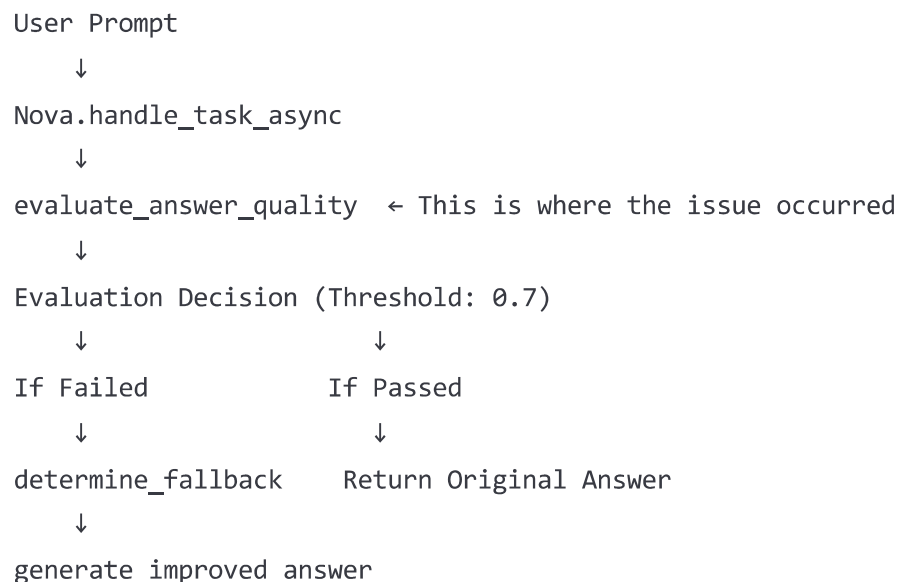 User Prompt
↓
Nova.handle_task_async
↓
evaluate_answer_quality ← This is where the issue occurred
↓
Evaluation Decision (Threshold: 0.7)
↓ ↓
If Failed If Passed
↓ ↓
determine_fallback Return Original Answer
↓
generate improved answer